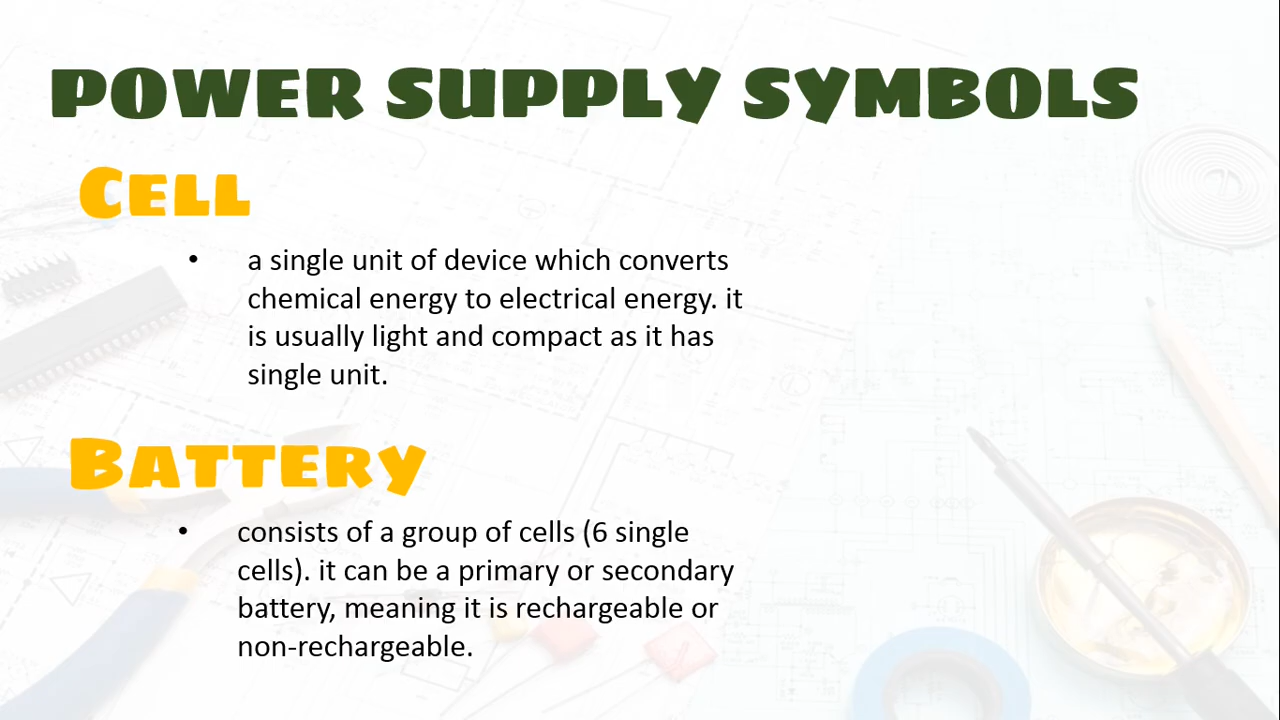 POWER SUPPLY SYMBOLS
CELL
• a single unit of device which converts
chemical energy to electrical energy. it
is usually light and compact as it has
single unit.
BATTERY
• consists of a group of cells (6 single
cells). it can be a primary or secondary
battery, meaning it is rechargeable or
non-rechargeable.